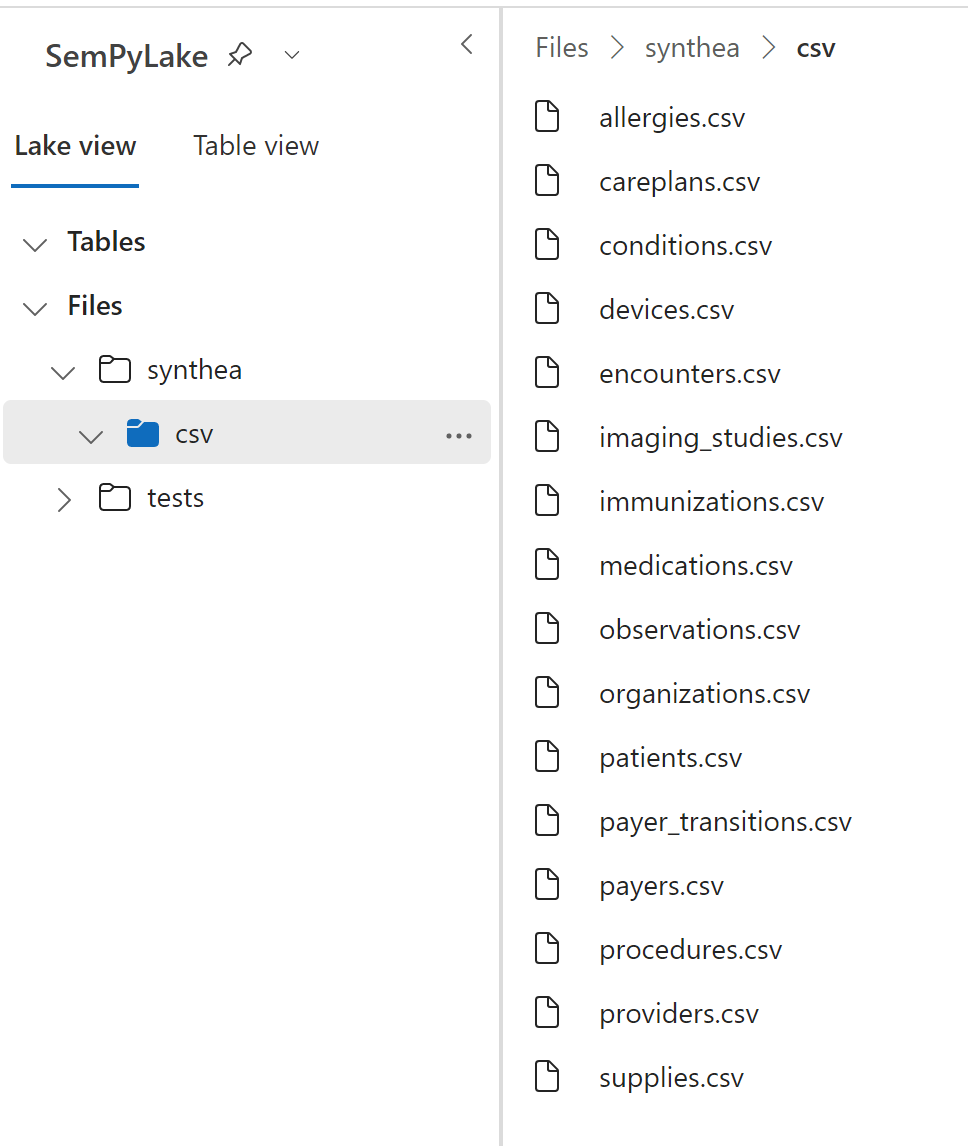 SemPyLake
Lake view Table view
Tables
Files
synthea
csv
tests
Files > synthea > csv
allergies.csv
careplans.csv
conditions.csv
devices.csv
encounters.csv
imaging_studies.csv
immunizations.csv
medications.csv
observations.csv
organizations.csv
patients.csv
payer_transitions.csv
payers.csv
procedures.csv
providers.csv
supplies.csv